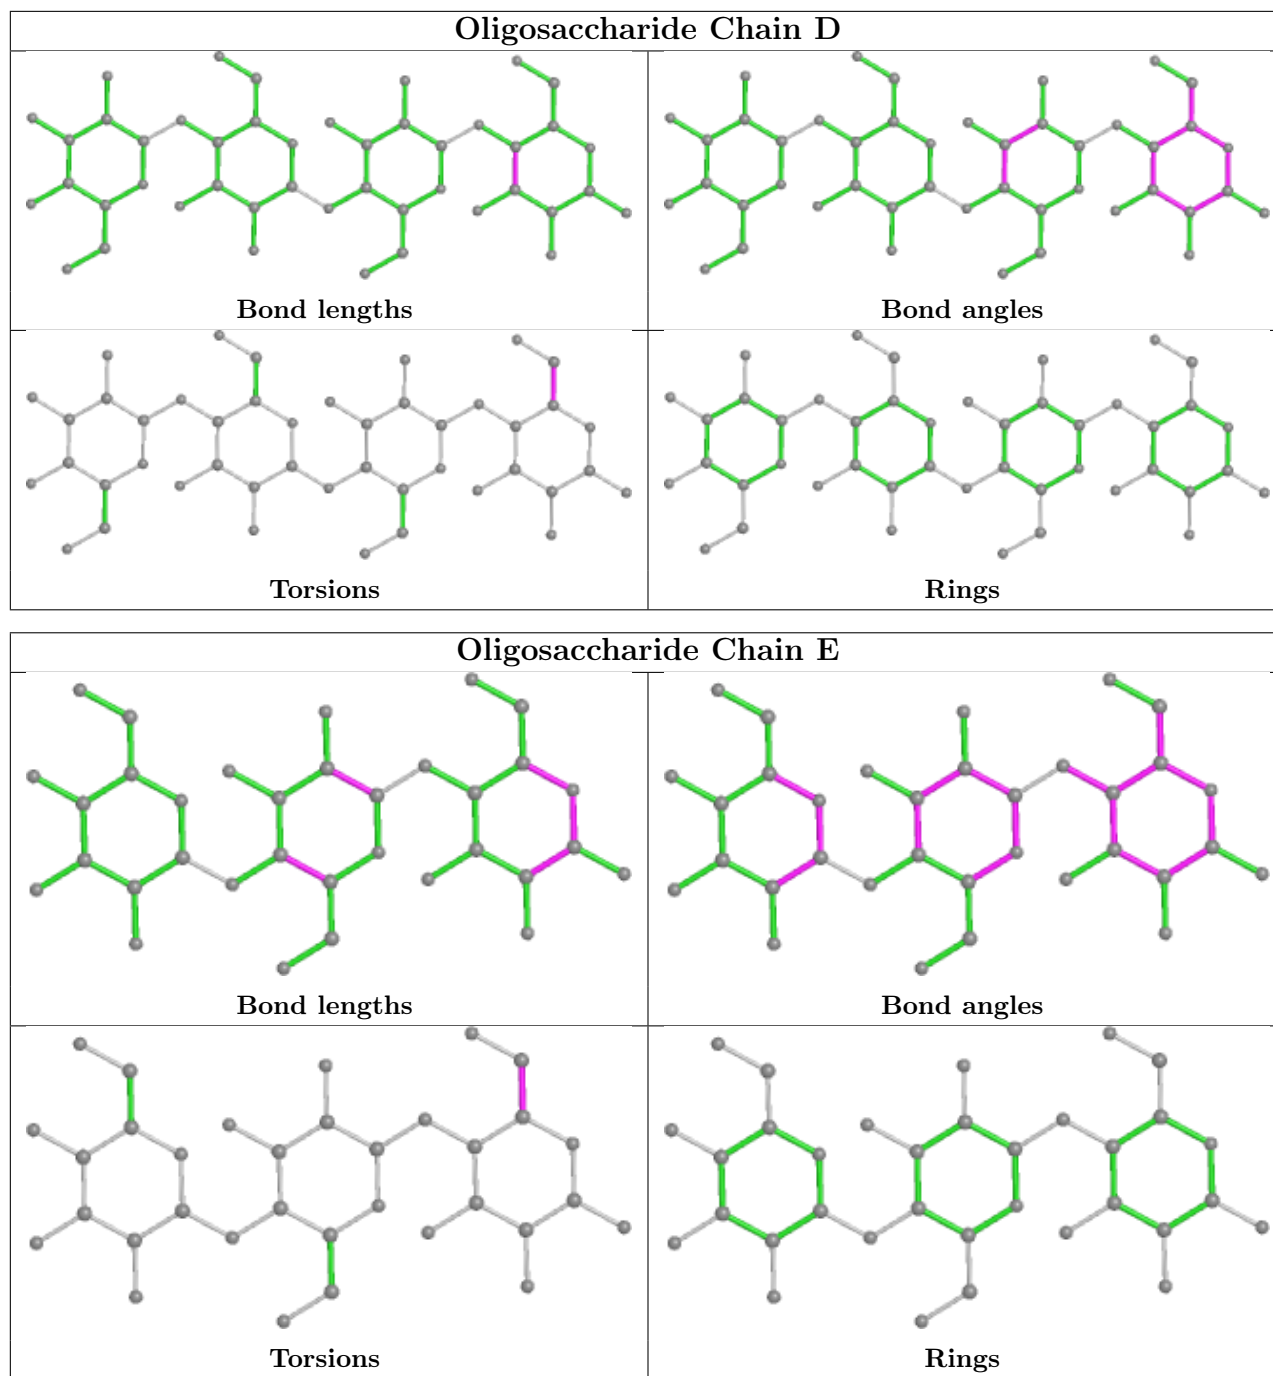 Oligosaccharide Chain D
Bond lengths
Bond angles
Torsions
Rings
Oligosaccharide Chain E
Bond lengths
Bond angles
Torsions
Rings